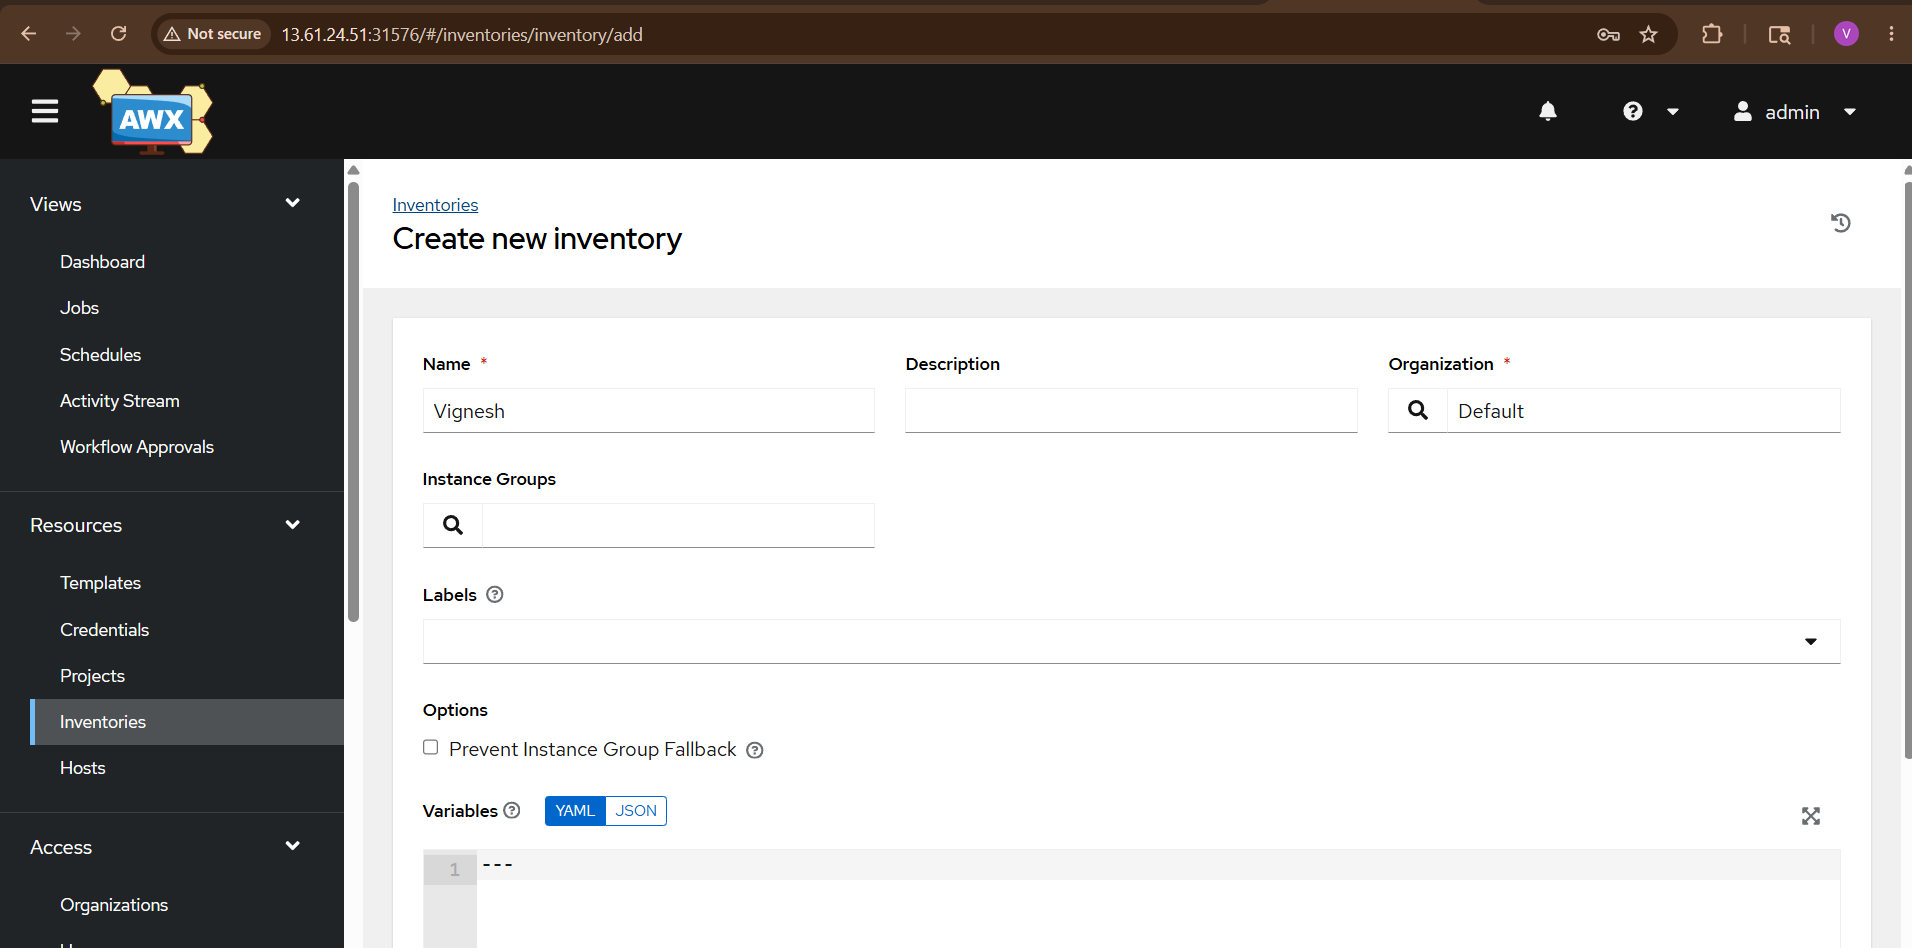 Not secure
13.61.24.51:31576/#/inventories/inventory/add
V
AWX
admin
Views
Dashboard
Jobs
Schedules
Activity Stream
Workflow Approvals
Resources
Templates
Credentials
Projects
Inventories
Hosts
Access
Organizations
Inventories
Create new inventory
Name *
Description
Organization *
Vignesh
Default
Instance Groups
Labels
Options
Prevent Instance Group Fallback
Variables
YAML JSON
1 ---